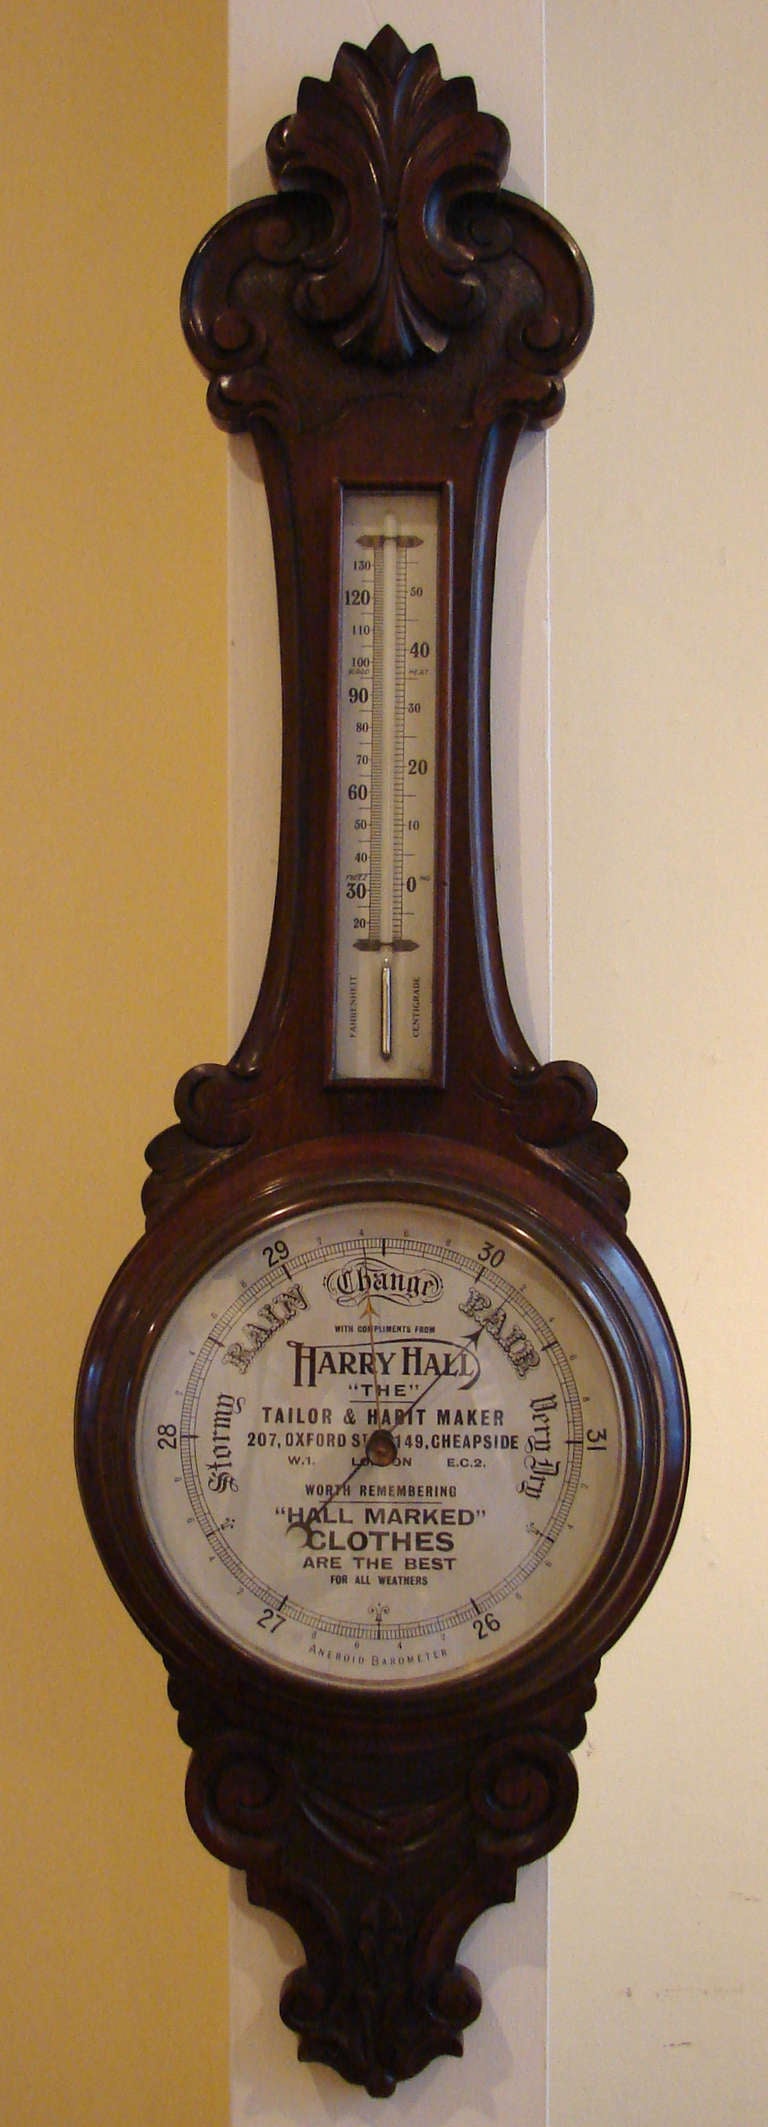 130
120 50
110
100 40
BLOOD HEAT
90
30
80
70 20
60
50 10
40
30 0
20
FAHRENHEIT CENTIGRADE
29 30
Change
RAIN FAIR
Stormy Very Dry
28 31
WITH COMPLIMENTS FROM
HARRY HALL
"THE"
TAILOR & HABIT MAKER
207, OXFORD ST 149, CHEAPSIDE
W.1. LONDON E.C.2.
WORTH REMEMBERING
"HALL MARKED"
CLOTHES
ARE THE BEST
FOR ALL WEATHERS
27 26
ANEROID BAROMETER